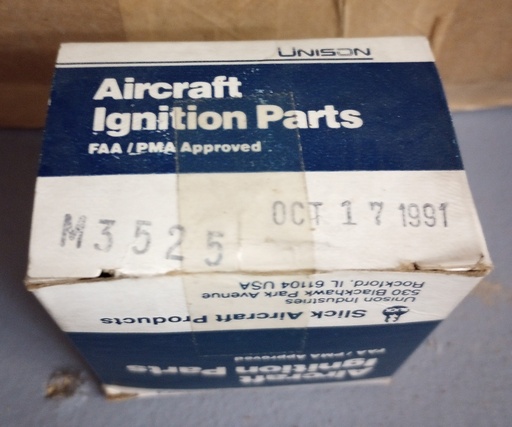 UNISON
Aircraft
Ignition Parts
FAA / PMA Approved
M3525 OCT 17 1991
Unison Industries
530 Blackhawk Park Avenue
Rockford, IL 61104 USA
Slick Aircraft Products
FAA / PMA Approved
Aircraft
Ignition Parts